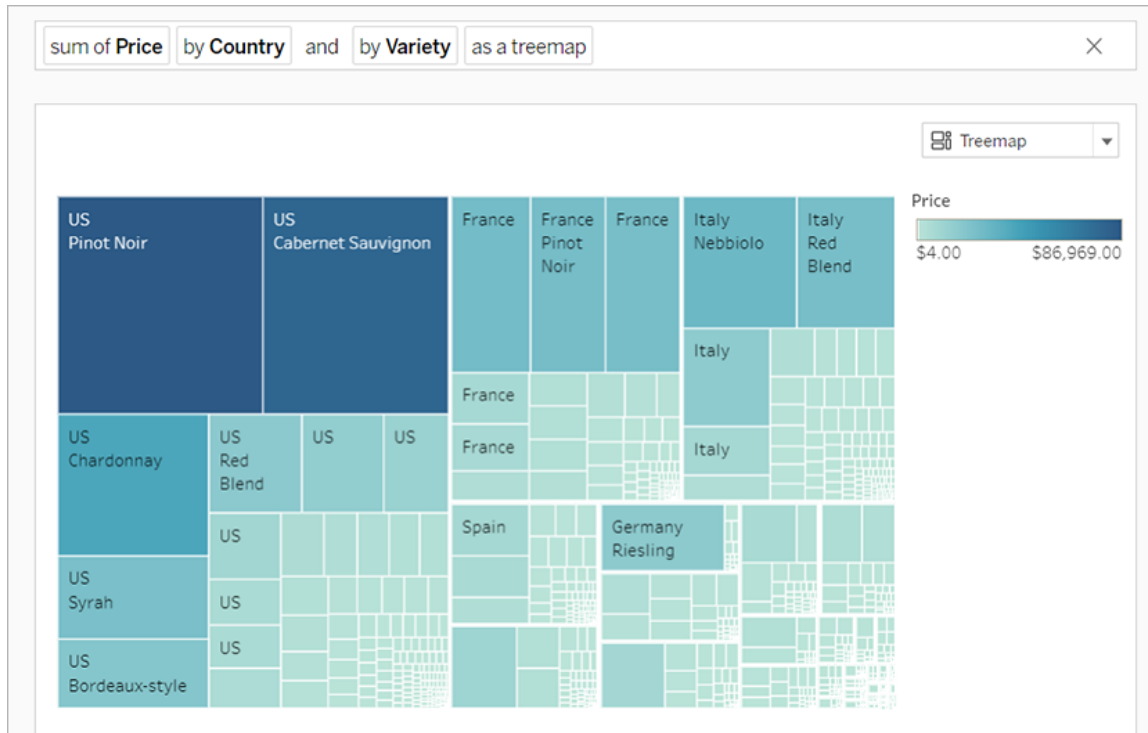 sum of Price by Country and by Variety as a treemap
Treemap
Price
$4.00 $86,969.00
US
Pinot Noir
US
Cabernet Sauvignon
France
France
Pinot
Noir
France
Italy
Nebbiolo
Italy
Red
Blend
US
Chardonnay
US
Red
Blend
US
US
France
France
Italy
Italy
US
US
US
US
Syrah
US
Bordeaux-style
Spain
Germany
Riesling